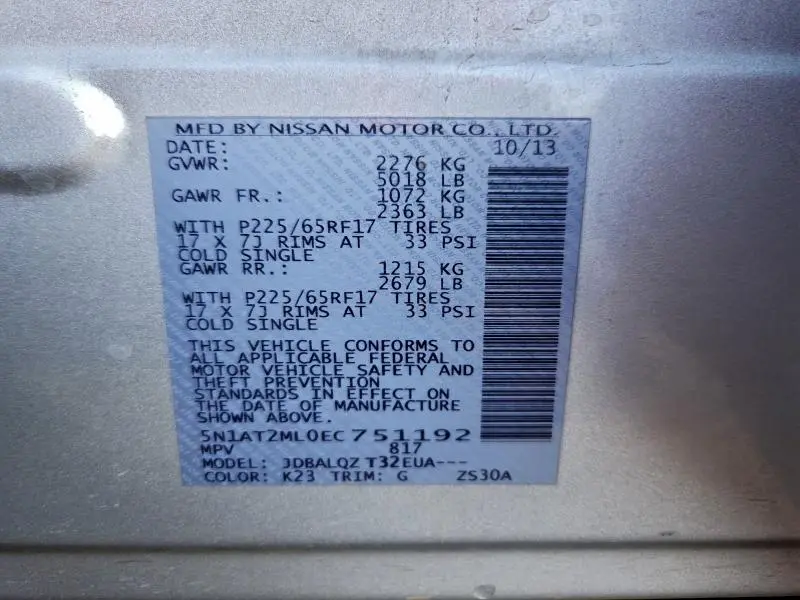 MFD BY NISSAN MOTOR CO., LTD.
DATE: 10/13
GVWR: 2276 KG
5018 LB
GAWR FR.: 1072 KG
2363 LB
WITH P225/65RF17 TIRES
17 X 7J RIMS AT 33 PSI
COLD SINGLE
GAWR RR.: 1215 KG
2679 LB
WITH P225/65RF17 TIRES
17 X 7J RIMS AT 33 PSI
COLD SINGLE
THIS VEHICLE CONFORMS TO
ALL APPLICABLE FEDERAL
MOTOR VEHICLE SAFETY AND
THEFT PREVENTION
STANDARDS IN EFFECT ON
THE DATE OF MANUFACTURE
SHOWN ABOVE.
5N1AT2ML0EC751192
MPV 817
MODEL: JDBALQZ T32EUA---
COLOR: K23 TRIM: G ZS30A